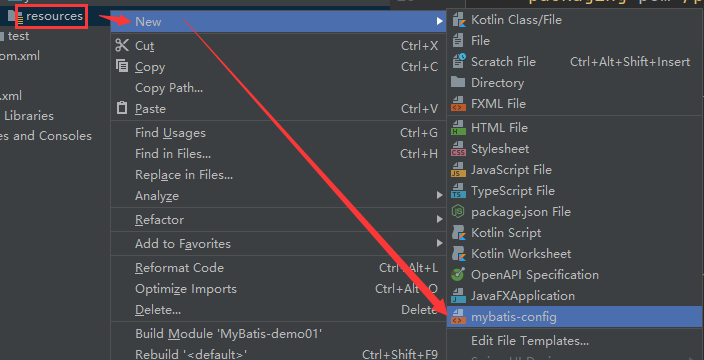 resources
test
om.xml
.xml
Libraries
es and Consoles
New
Cut Ctrl+X
Copy Ctrl+C
Copy Path...
Paste Ctrl+V
Find Usages Ctrl+G
Find in Files... Ctrl+H
Replace in Files...
Analyze
Refactor
Add to Favorites
Reformat Code Ctrl+Alt+L
Optimize Imports Ctrl+Alt+O
Delete... Delete
Build Module 'MyBatis-demo01'
Rebuild '<default>' Ctrl+Shift+F9
Kotlin Class/File
File
Scratch File Ctrl+Alt+Shift+Insert
Directory
FXML File
HTML File
Stylesheet
JavaScript File
TypeScript File
package.json File
Kotlin Script
Kotlin Worksheet
OpenAPI Specification
JavaFXApplication
mybatis-config
Edit File Templates...